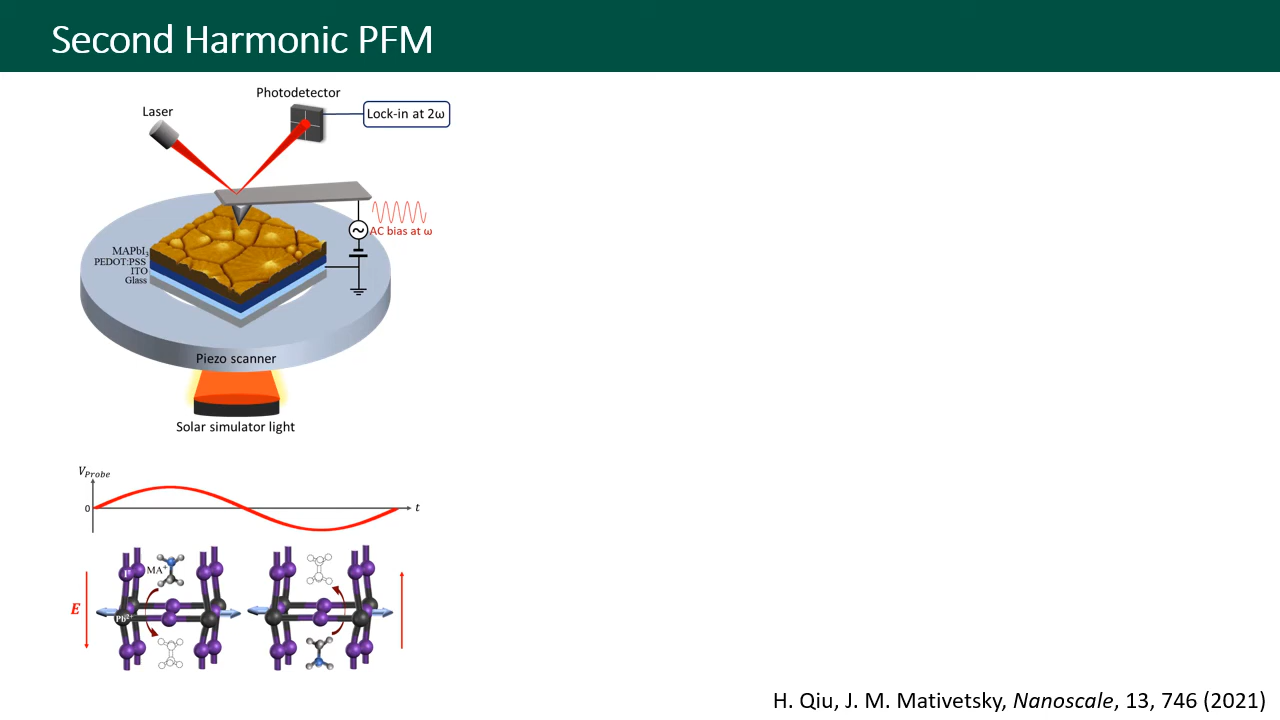 Second Harmonic PFM
Photodetector
Laser
Lock-in at 2ω
AC bias at ω
MAPbI₃
PEDOT:PSS
ITO
Glass
Piezo scanner
Solar simulator light
V_Probe
0
t
I⁻
MA⁺
E
Pb²⁺
H. Qiu, J. M. Mativetsky, Nanoscale, 13, 746 (2021)